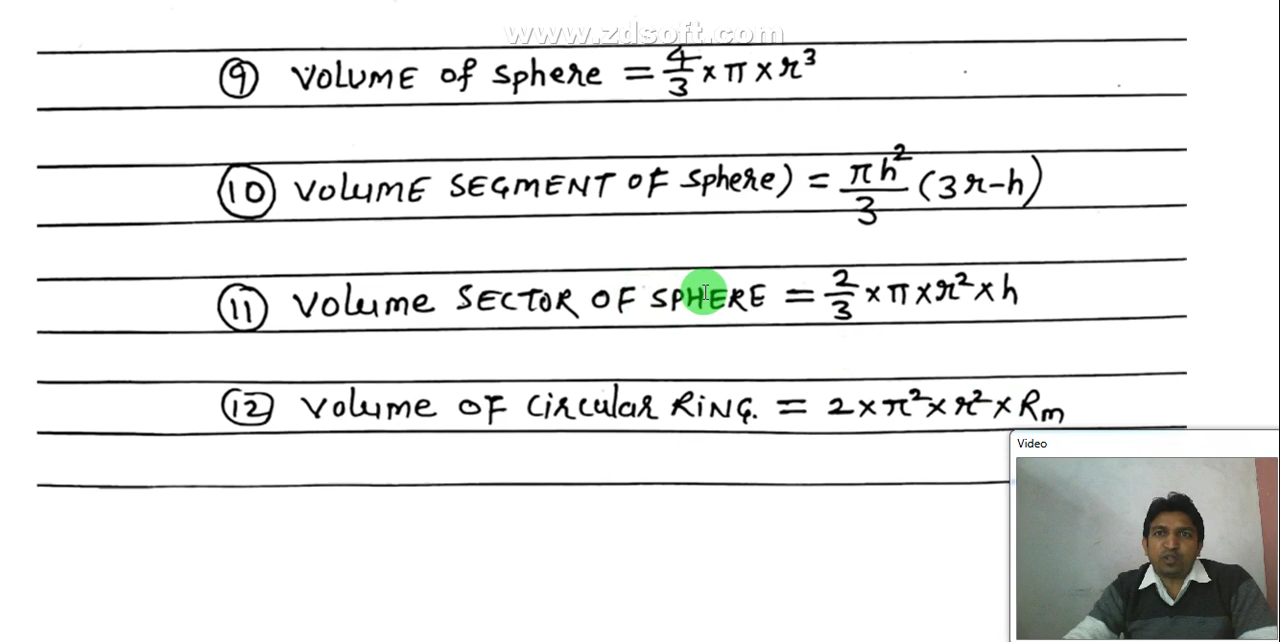 www.zdsoft.com
⑨ VOLUME of sphere = 4/3 × π × r³
⑩ VOLUME SEGMENT OF Sphere) = πh²/3 (3r-h)
⑪ Volume SECTOR OF SPHERE = 2/3 × π × r² × h
⑫ Volume OF CirculAr RING. = 2 × π² × r² × Rm
Video